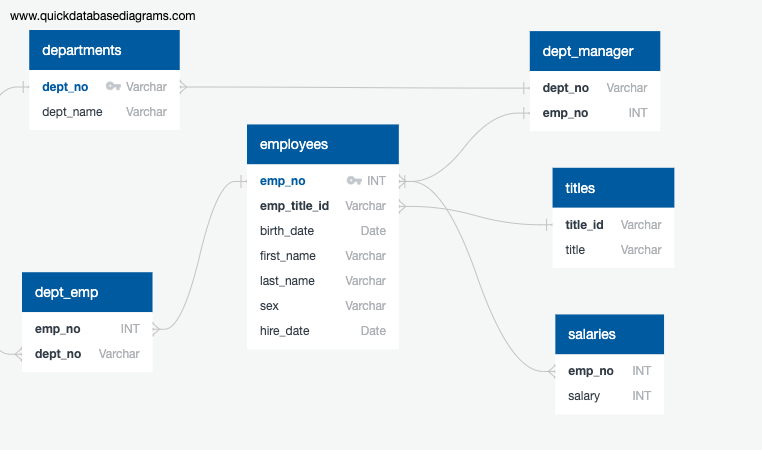 www.quickdatabasediagrams.com
departments
dept_no Varchar
dept_name Varchar
dept_manager
dept_no Varchar
emp_no INT
employees
emp_no INT
emp_title_id Varchar
birth_date Date
first_name Varchar
last_name Varchar
sex Varchar
hire_date Date
titles
title_id Varchar
title Varchar
dept_emp
emp_no INT
dept_no Varchar
salaries
emp_no INT
salary INT